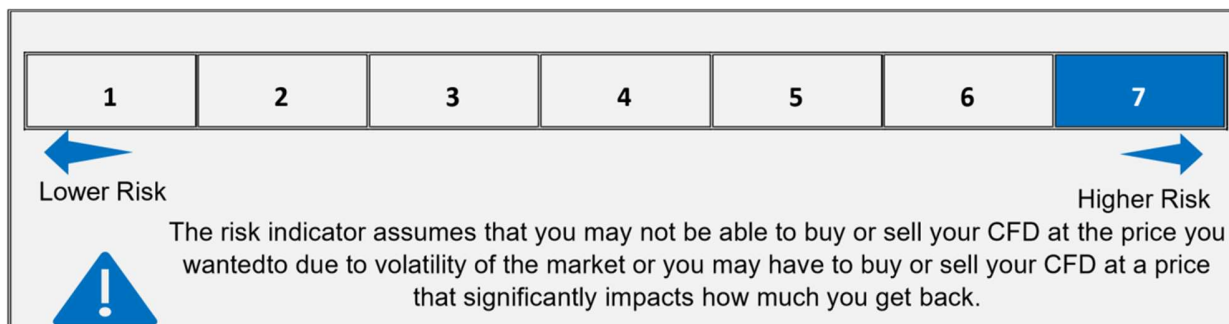 1 2 3 4 5 6 7
Lower Risk
Higher Risk
The risk indicator assumes that you may not be able to buy or sell your CFD at the price you
wantedto due to volatility of the market or you may have to buy or sell your CFD at a price
that significantly impacts how much you get back.
!